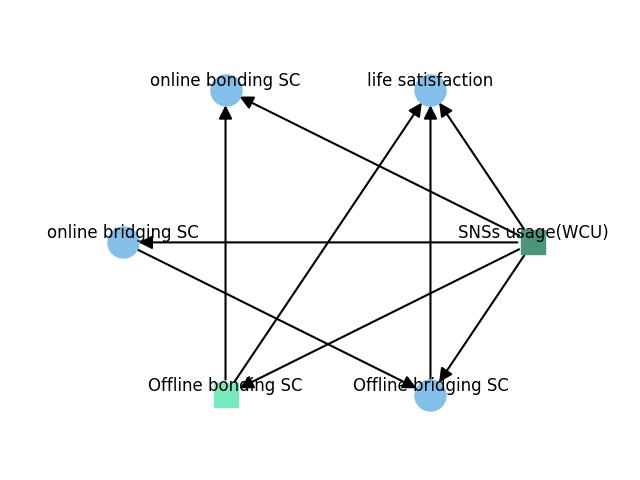 online bonding SC
life satisfaction
online bridging SC
SNSs usage(WCU)
Offline bonding SC
Offline bridging SC